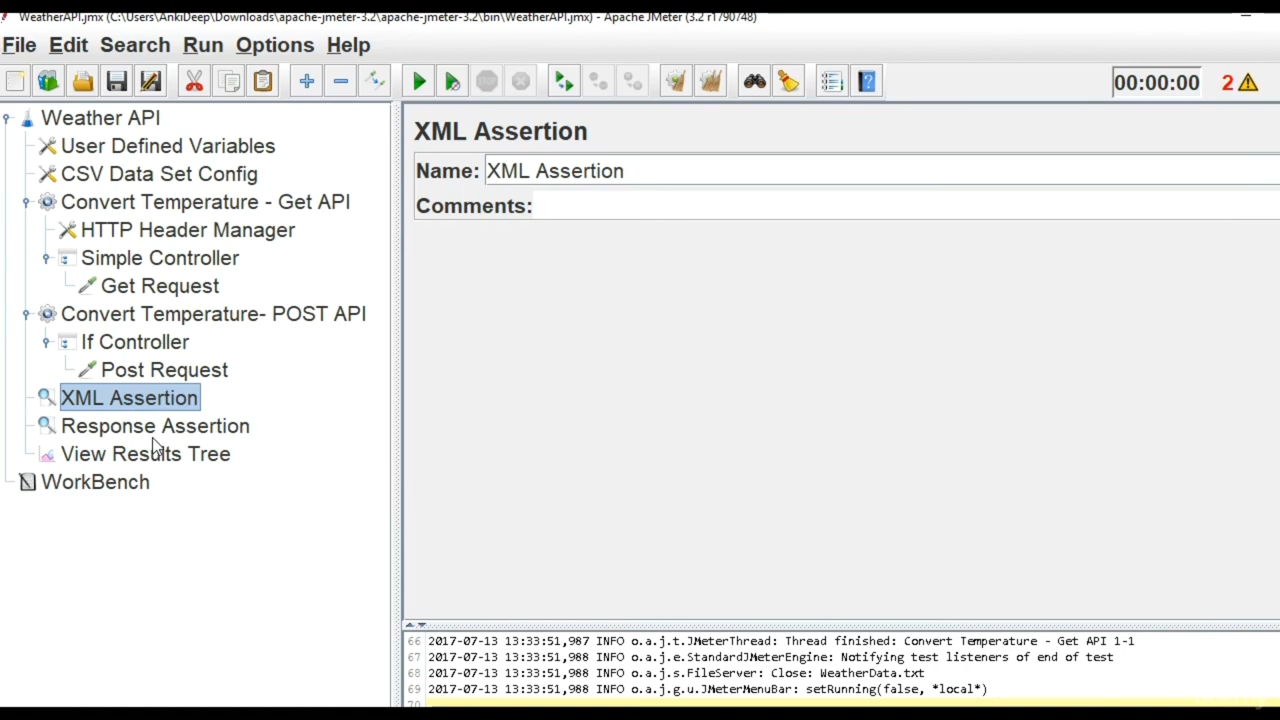 WeatherAPI.jmx (C:\Users\AnkiDeep\Downloads\apache-jmeter-3.2\apache-jmeter-3.2\bin\WeatherAPI.jmx) - Apache JMeter (3.2 r1790748)
File Edit Search Run Options Help
00:00:00 2
Weather API
User Defined Variables
CSV Data Set Config
Convert Temperature - Get API
HTTP Header Manager
Simple Controller
Get Request
Convert Temperature- POST API
If Controller
Post Request
XML Assertion
Response Assertion
View Results Tree
WorkBench
XML Assertion
Name: XML Assertion
Comments:
66 2017-07-13 13:33:51,987 INFO o.a.j.t.JMeterThread: Thread finished: Convert Temperature - Get API 1-1
67 2017-07-13 13:33:51,988 INFO o.a.j.e.StandardJMeterEngine: Notifying test listeners of end of test
68 2017-07-13 13:33:51,988 INFO o.a.j.s.FileServer: Close: WeatherData.txt
69 2017-07-13 13:33:51,988 INFO o.a.j.g.u.JMeterMenuBar: setRunning(false, *local*)
70